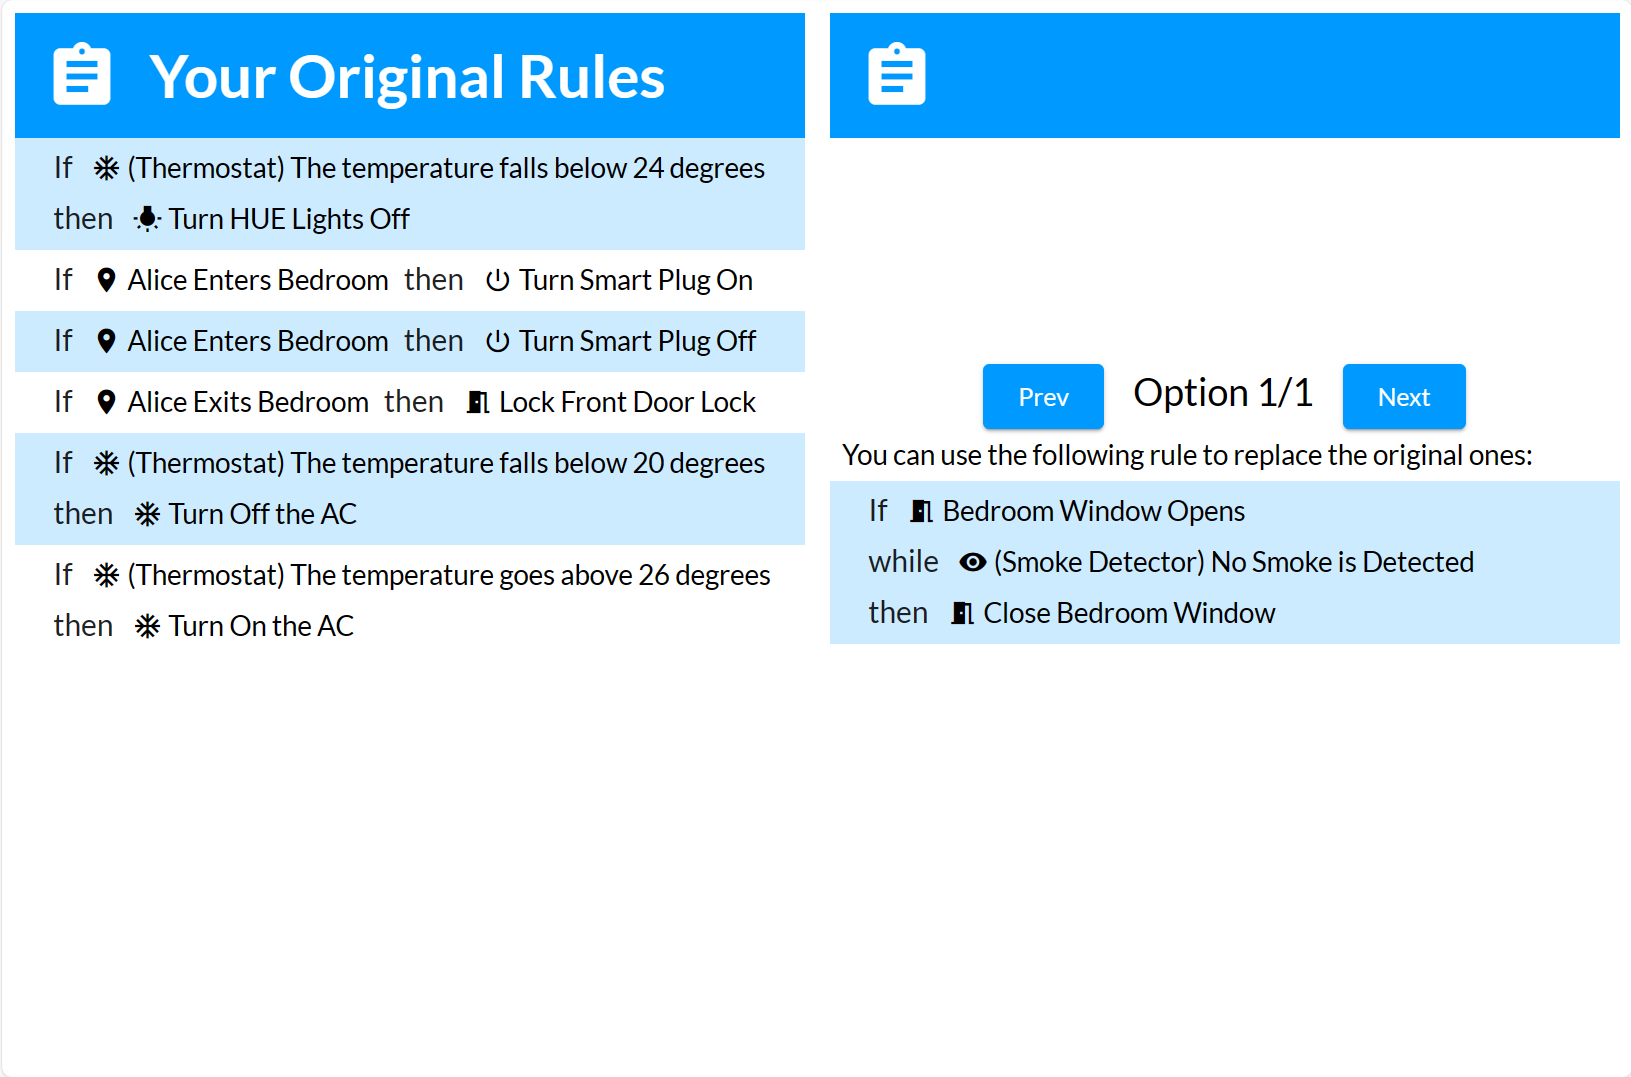 Your Original Rules
If (Thermostat) The temperature falls below 24 degrees
then Turn HUE Lights Off
If Alice Enters Bedroom then Turn Smart Plug On
If Alice Enters Bedroom then Turn Smart Plug Off
If Alice Exits Bedroom then Lock Front Door Lock
If (Thermostat) The temperature falls below 20 degrees
then Turn Off the AC
If (Thermostat) The temperature goes above 26 degrees
then Turn On the AC
Prev Option 1/1 Next
You can use the following rule to replace the original ones:
If Bedroom Window Opens
while (Smoke Detector) No Smoke is Detected
then Close Bedroom Window